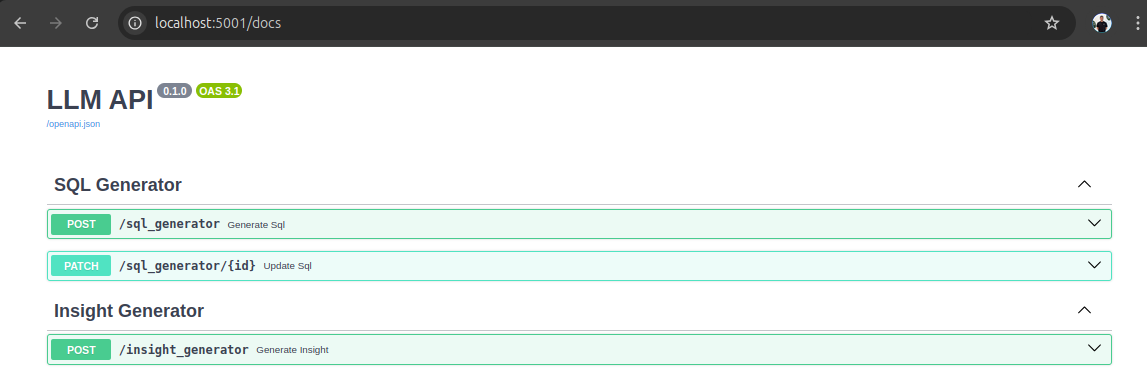 localhost:5001/docs
LLM API 0.1.0 OAS 3.1
/openapi.json
SQL Generator
POST /sql_generator Generate Sql
PATCH /sql_generator/{id} Update Sql
Insight Generator
POST /insight_generator Generate Insight